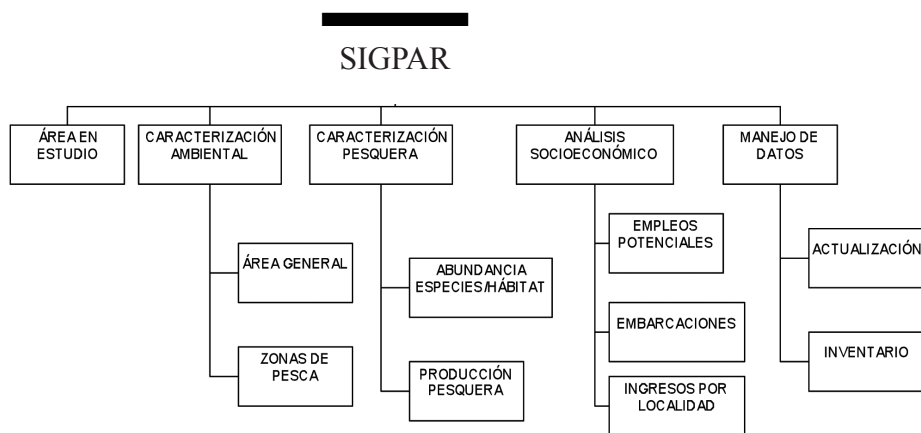 SIGPAR
ÁREA EN
ESTUDIO
CARACTERIZACIÓN
AMBIENTAL
CARACTERIZACIÓN
PESQUERA
ANÁLISIS
SOCIOECONÓMICO
MANEJO DE
DATOS
ÁREA GENERAL
ZONAS DE
PESCA
ABUNDANCIA
ESPECIES/HÁBITAT
PRODUCCIÓN
PESQUERA
EMPLEOS
POTENCIALES
EMBARCACIONES
INGRESOS POR
LOCALIDAD
ACTUALIZACIÓN
INVENTARIO